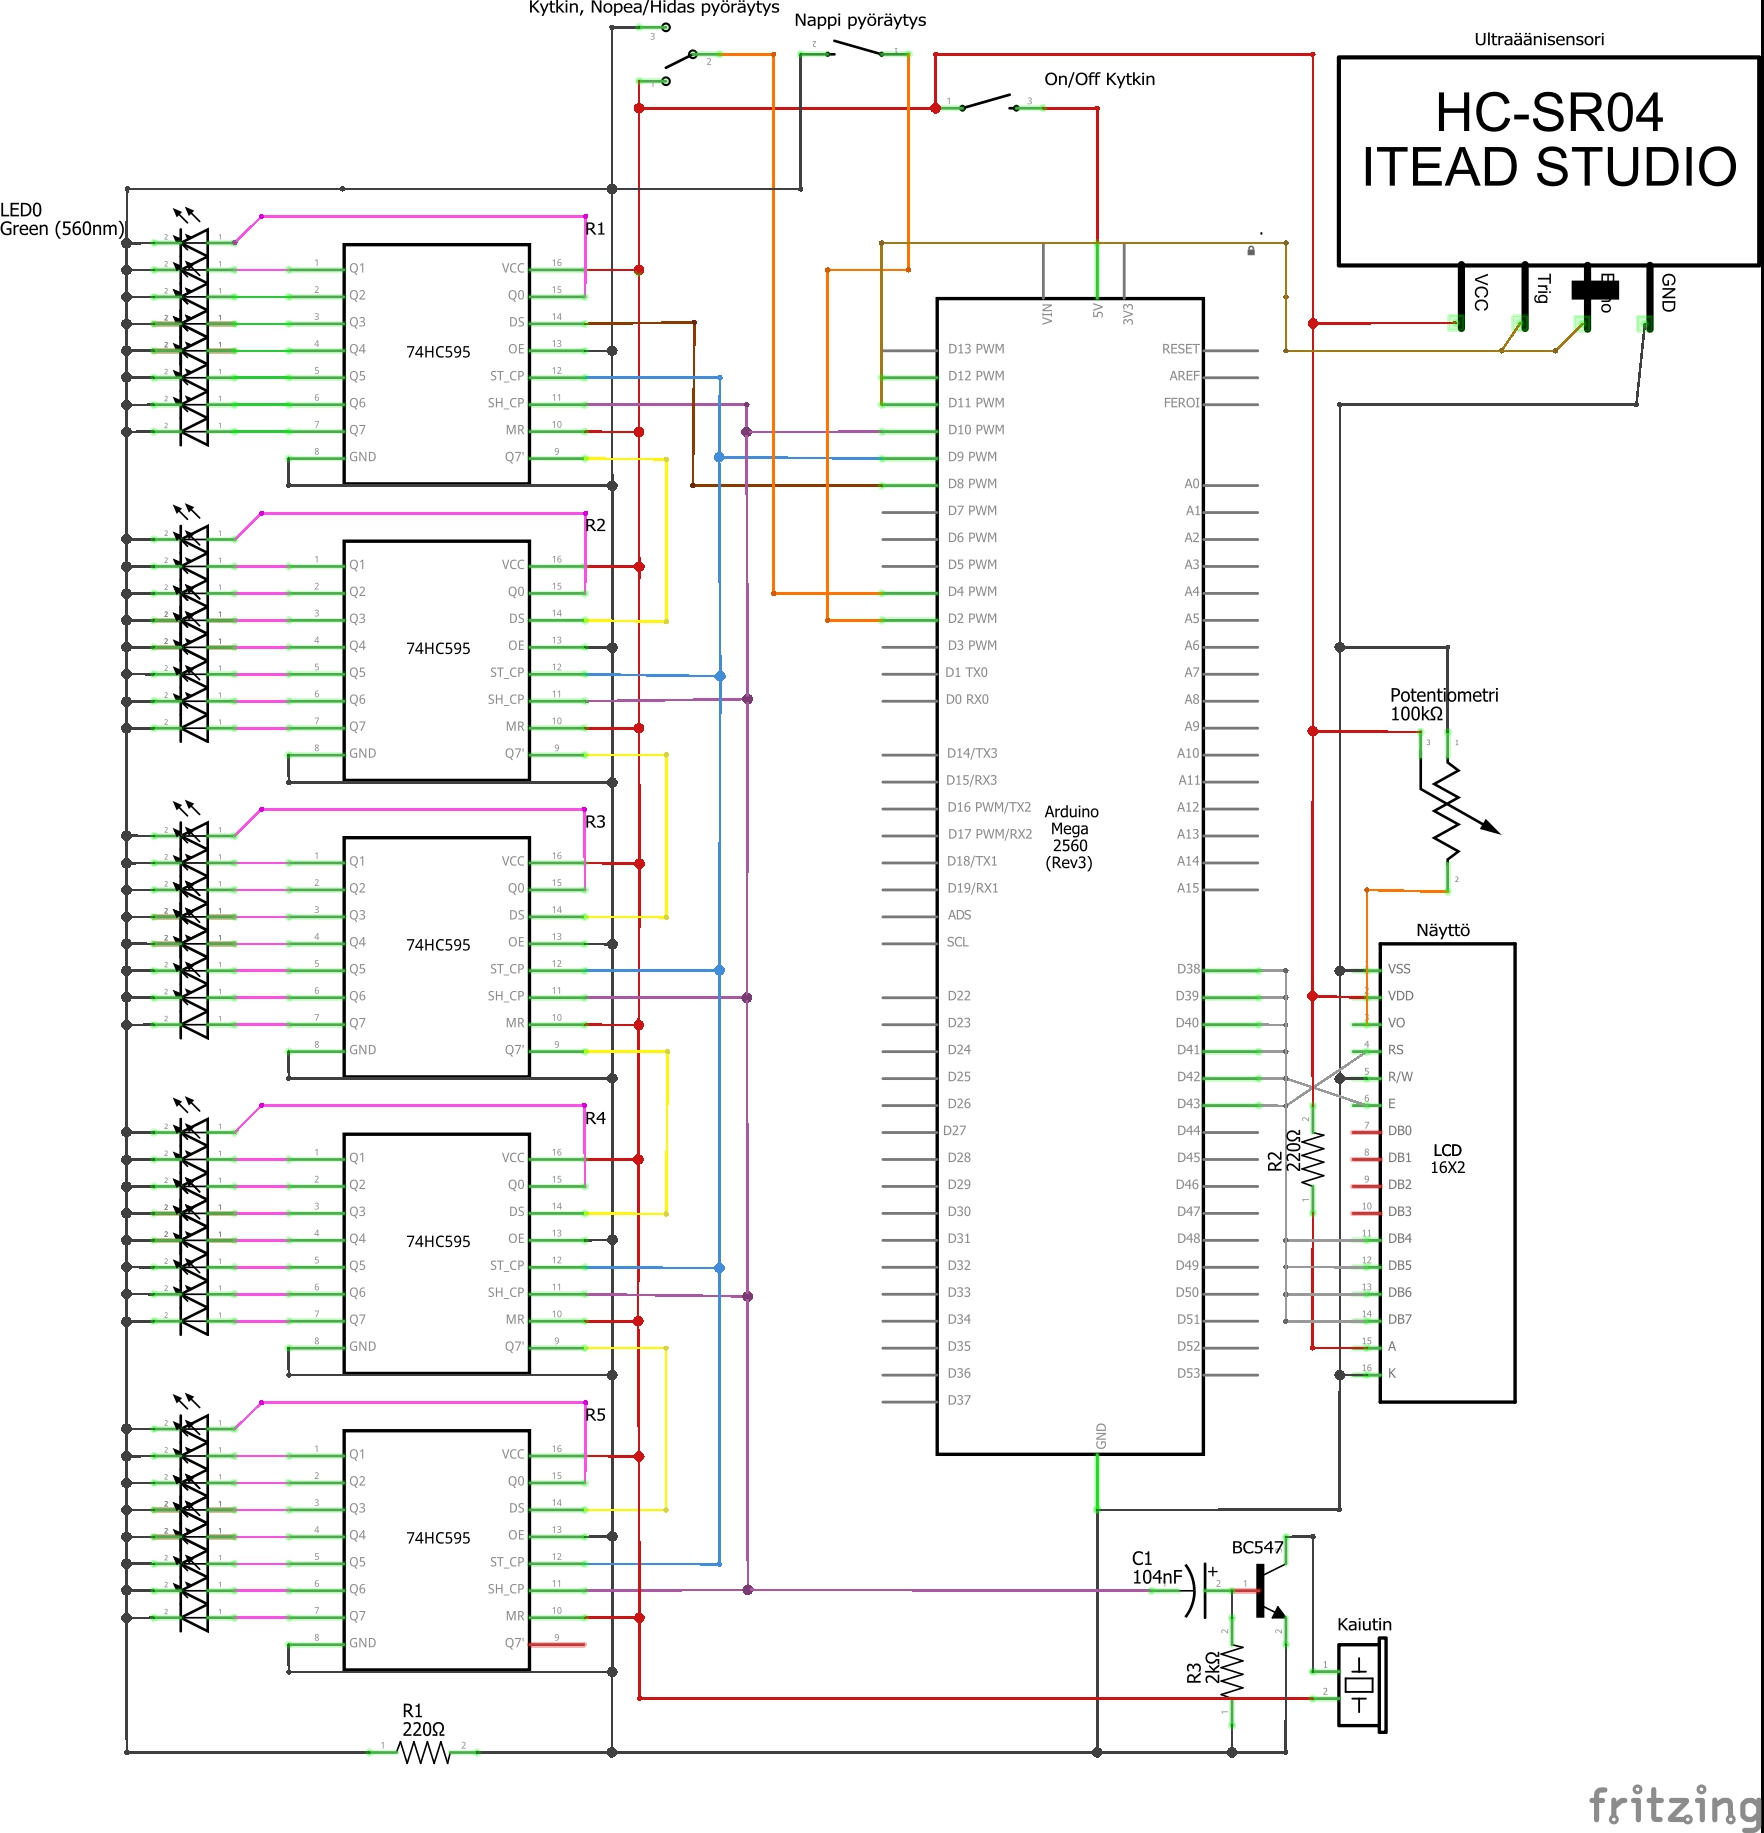 Kytkin, Nopea/Hidas pyöräytys
Nappi pyöräytys
On/Off Kytkin
Ultraäänisensori
HC-SR04
ITEAD STUDIO
VCC
Trig
GND
LED0
Green (560nm)
R1
74HC595
Q1
Q2
Q3
Q4
Q5
Q6
Q7
GND
VCC
Q0
DS
OE
ST_CP
SH_CP
MR
Q7'
R2
74HC595
Q1
Q2
Q3
Q4
Q5
Q6
Q7
GND
VCC
Q0
DS
OE
ST_CP
SH_CP
MR
Q7'
R3
74HC595
Q1
Q2
Q3
Q4
Q5
Q6
Q7
GND
VCC
Q0
DS
OE
ST_CP
SH_CP
MR
Q7'
R4
74HC595
Q1
Q2
Q3
Q4
Q5
Q6
Q7
GND
VCC
Q0
DS
OE
ST_CP
SH_CP
MR
Q7'
R5
74HC595
Q1
Q2
Q3
Q4
Q5
Q6
Q7
GND
VCC
Q0
DS
OE
ST_CP
SH_CP
MR
Q7'
R1
220Ω
VIN
5V
3V3
D13 PWM
D12 PWM
D11 PWM
D10 PWM
D9 PWM
D8 PWM
D7 PWM
D6 PWM
D5 PWM
D4 PWM
D2 PWM
D3 PWM
D1 TX0
D0 RX0
D14/TX3
D15/RX3
D16 PWM/TX2
D17 PWM/RX2
D18/TX1
D19/RX1
ADS
SCL
D22
D23
D24
D25
D26
D27
D28
D29
D30
D31
D32
D33
D34
D35
D36
D37
Arduino
Mega
2560
(Rev3)
RESET
AREF
FEROI
A0
A1
A2
A3
A4
A5
A6
A7
A8
A9
A10
A11
A12
A13
A14
A15
D38
D39
D40
D41
D42
D43
D44
D45
D46
D47
D48
D49
D50
D51
D52
D53
GND
Potentiometri
100kΩ
R2
220Ω
Näyttö
VSS
VDD
VO
RS
R/W
E
DB0
DB1
DB2
DB3
DB4
DB5
DB6
DB7
A
K
LCD
16X2
C1
104nF
BC547
R3
2kΩ
Kaiutin
fritzing